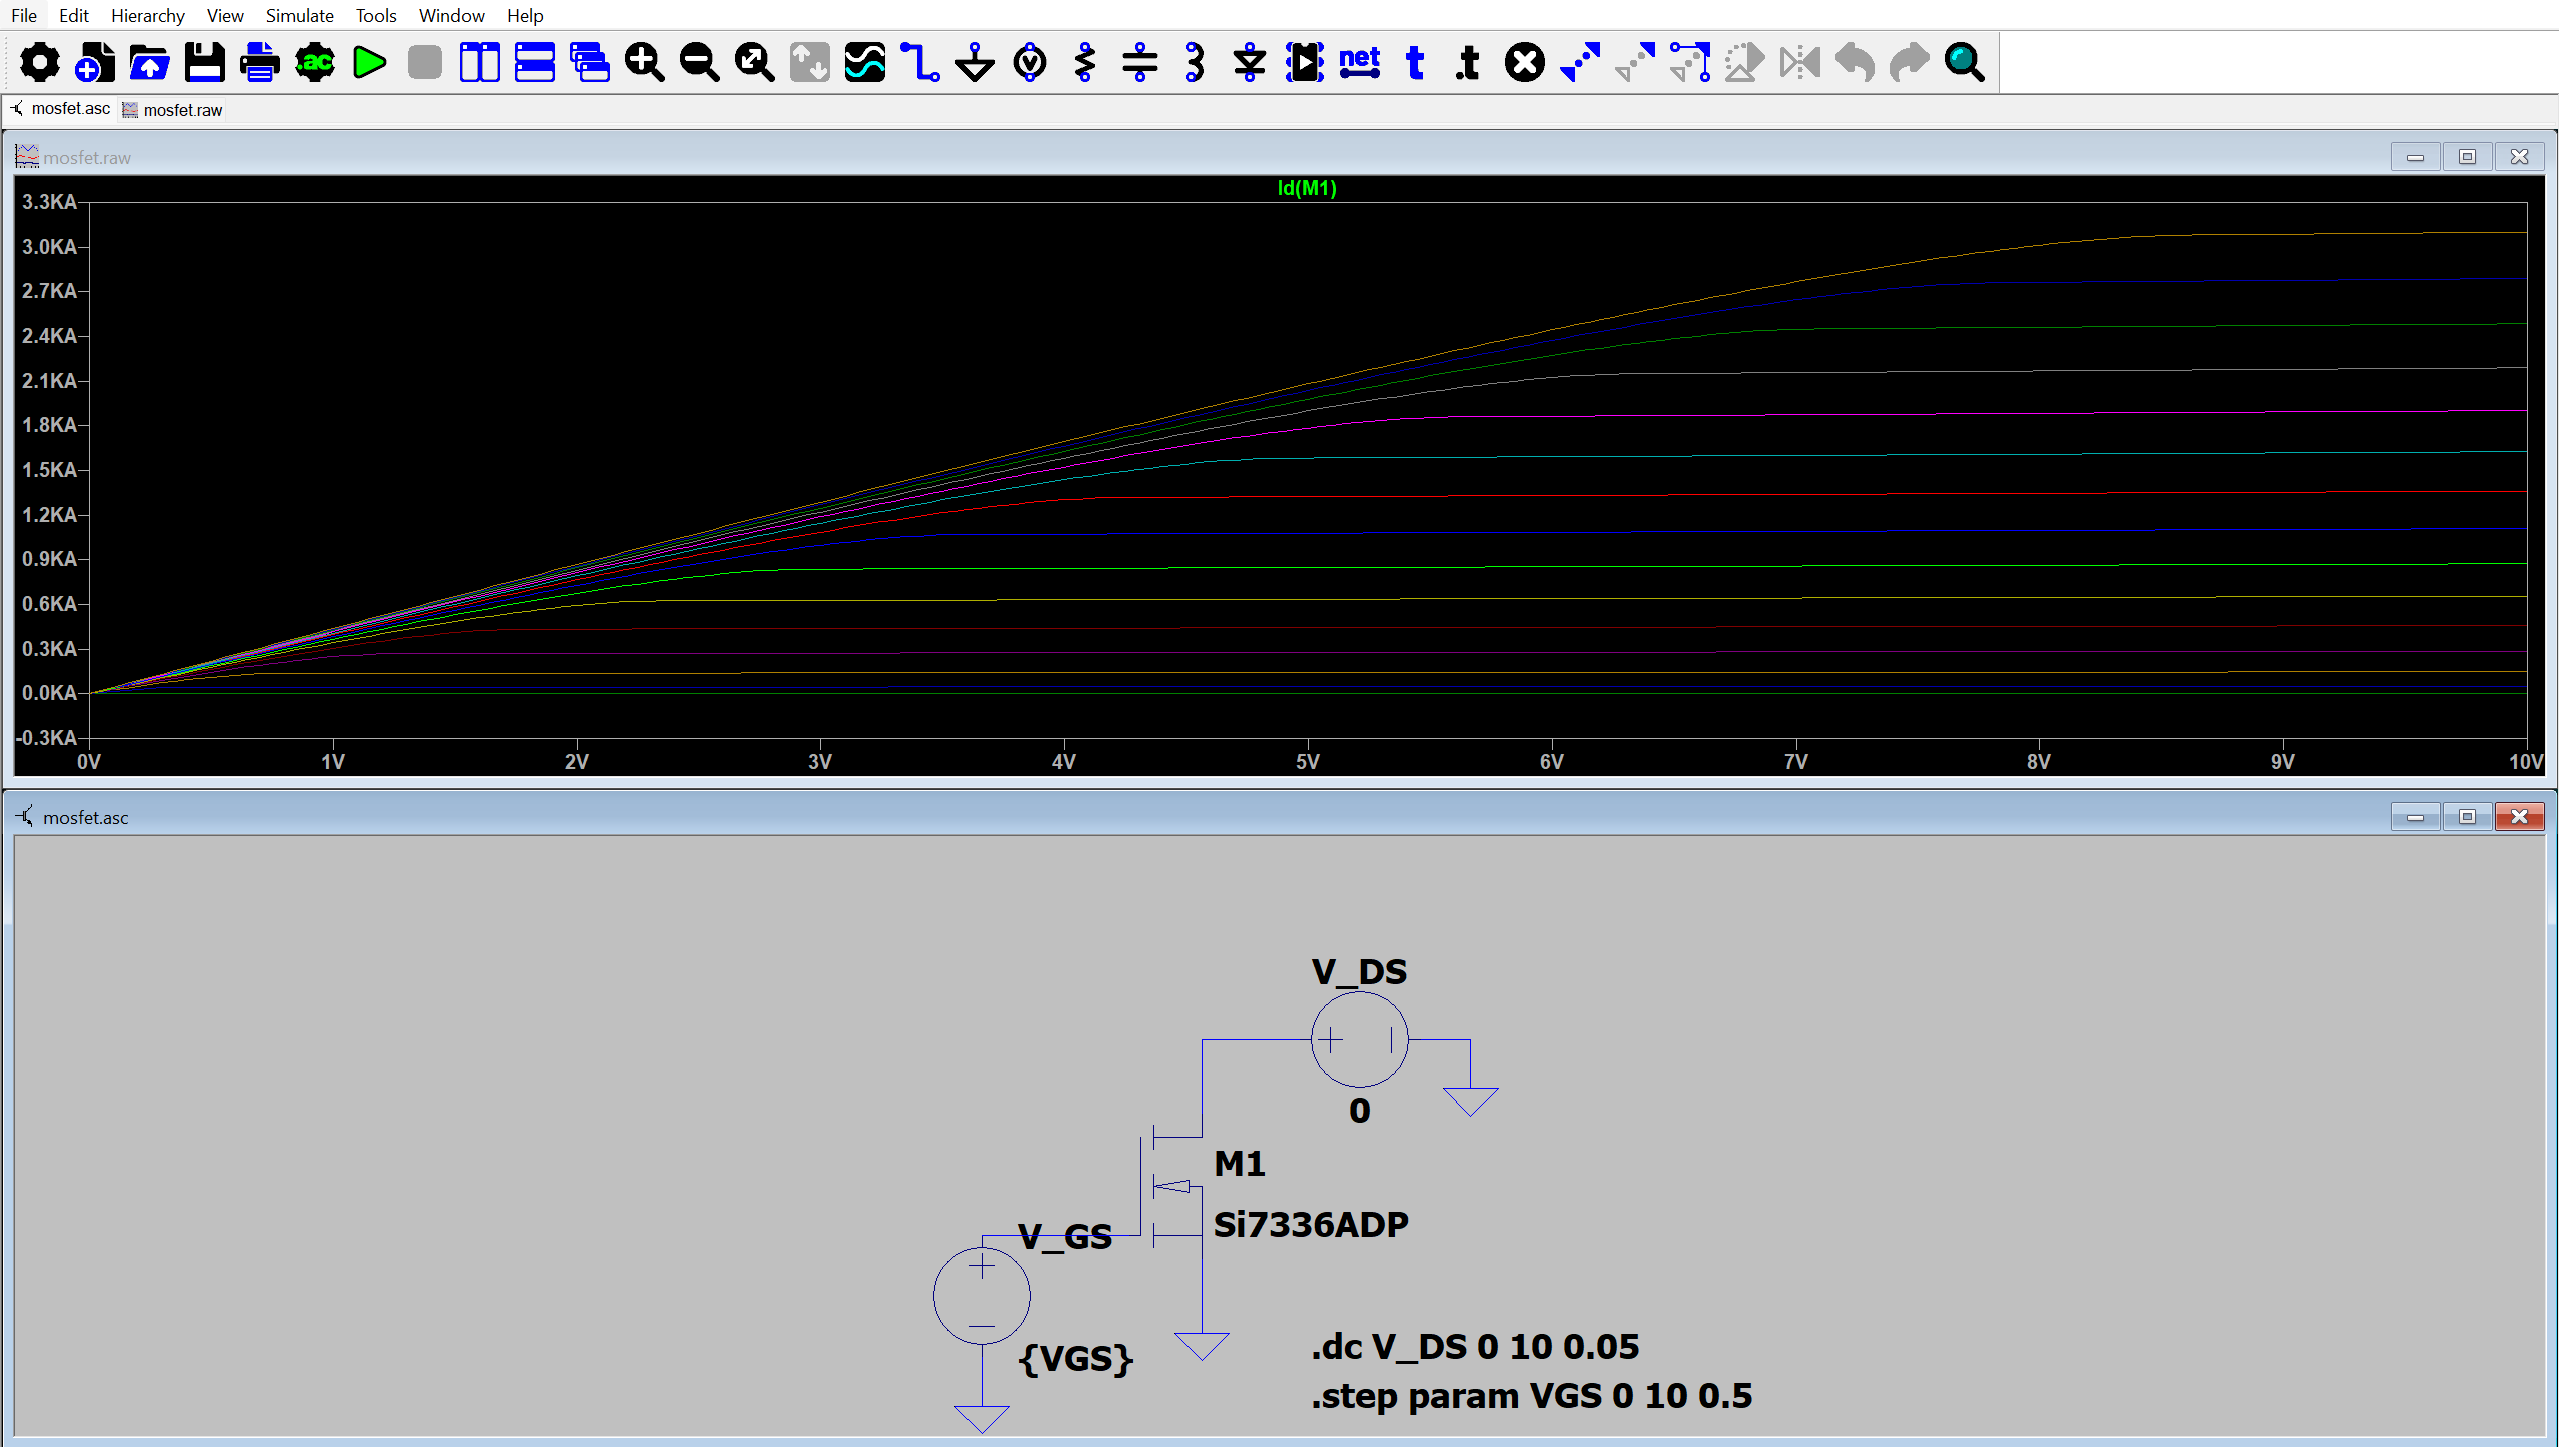 File Edit Hierarchy View Simulate Tools Window Help
.ac net t .t
mosfet.asc mosfet.raw
mosfet.raw
Id(M1)
3.3KA
3.0KA
2.7KA
2.4KA
2.1KA
1.8KA
1.5KA
1.2KA
0.9KA
0.6KA
0.3KA
0.0KA
-0.3KA
0V 1V 2V 3V 4V 5V 6V 7V 8V 9V 10V
mosfet.asc
V_DS
0
M1
Si7336ADP
V_GS
{VGS}
.dc V_DS 0 10 0.05
.step param VGS 0 10 0.5